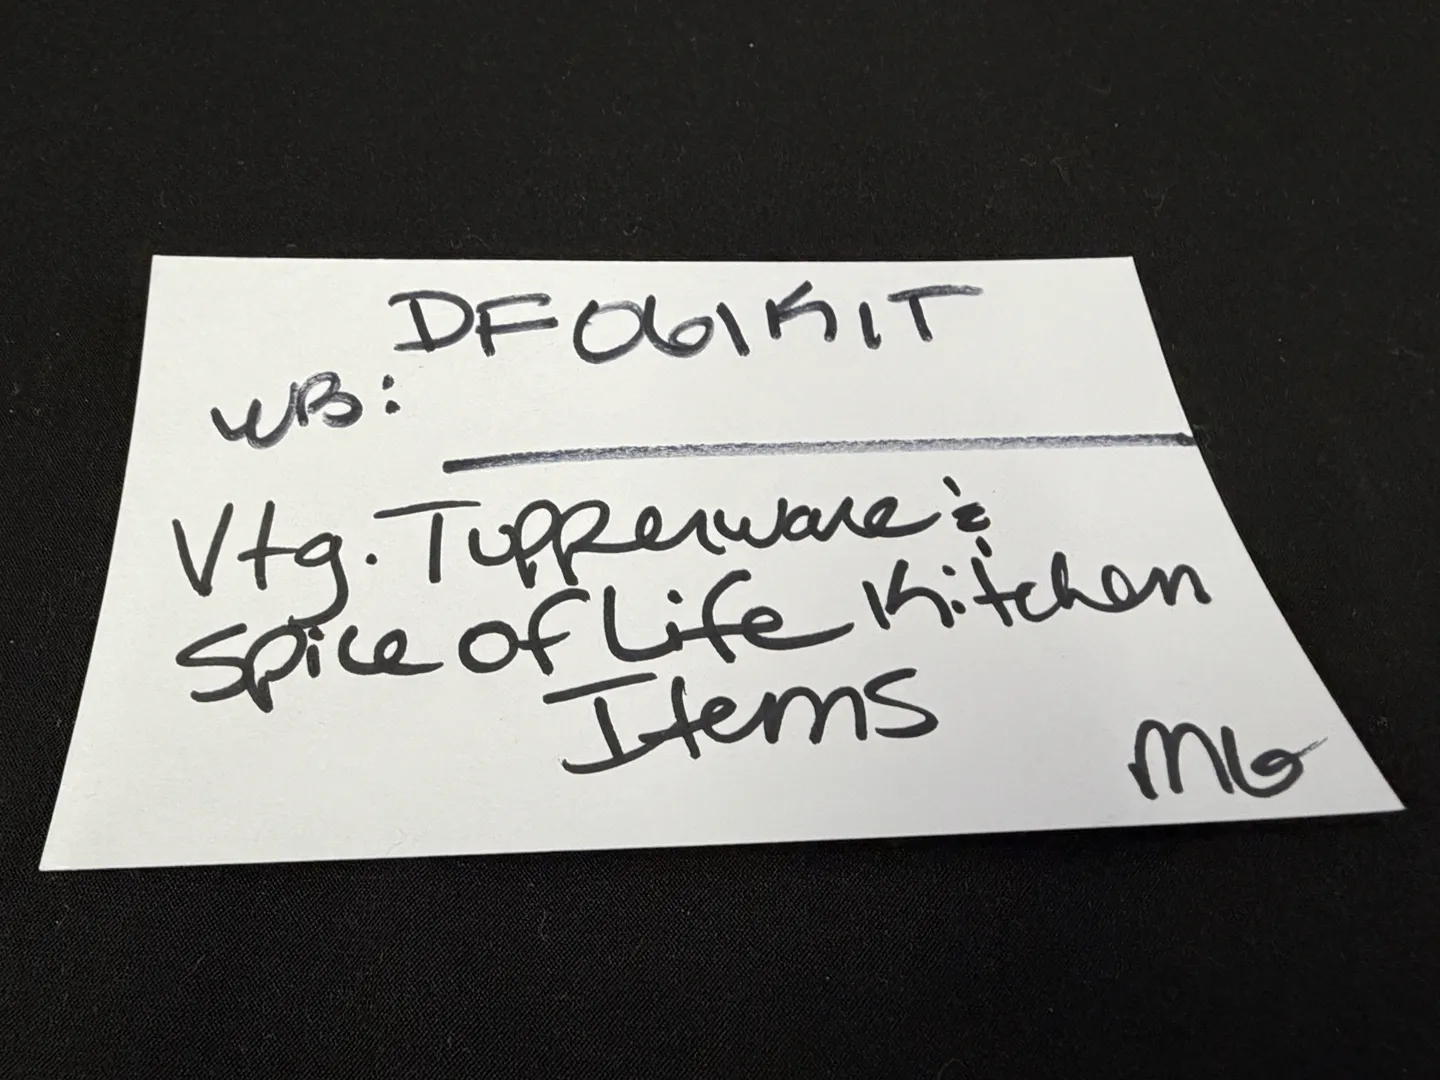 DF061KIT
WB:
Vtg. Tupperware &
Spice of Life Kitchen
Items
MG